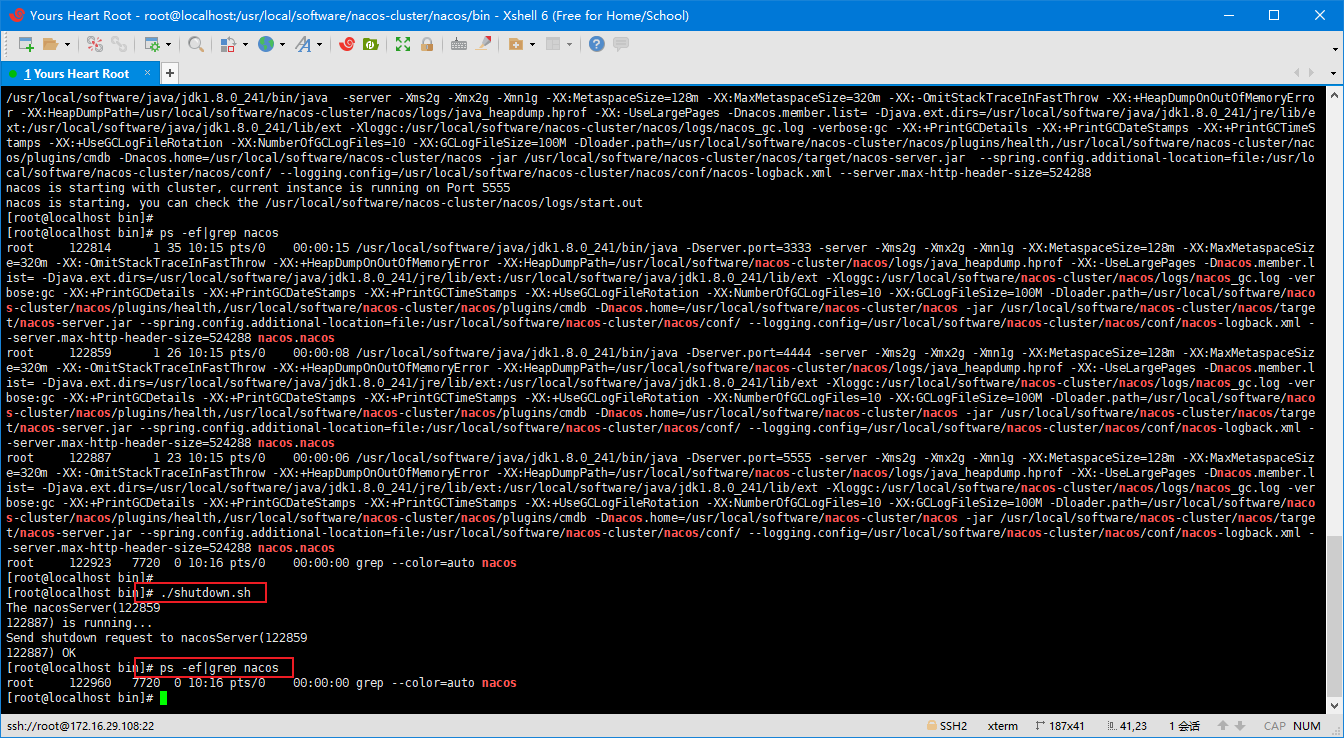 Yours Heart Root - root@localhost:/usr/local/software/nacos-cluster/nacos/bin - Xshell 6 (Free for Home/School)
1 Yours Heart Root × +
/usr/local/software/java/jdk1.8.0_241/bin/java  -server -Xms2g -Xmx2g -Xmn1g -XX:MetaspaceSize=128m -XX:MaxMetaspaceSize=320m -XX:-OmitStackTraceInFastThrow -XX:+HeapDumpOnOutOfMemoryErro
r -XX:HeapDumpPath=/usr/local/software/nacos-cluster/nacos/logs/java_heapdump.hprof -XX:-UseLargePages -Dnacos.member.list= -Djava.ext.dirs=/usr/local/software/java/jdk1.8.0_241/jre/lib/e
xt:/usr/local/software/java/jdk1.8.0_241/lib/ext -Xloggc:/usr/local/software/nacos-cluster/nacos/logs/nacos_gc.log -verbose:gc -XX:+PrintGCDetails -XX:+PrintGCDateStamps -XX:+PrintGCTimeS
tamps -XX:+UseGCLogFileRotation -XX:NumberOfGCLogFiles=10 -XX:GCLogFileSize=100M -Dloader.path=/usr/local/software/nacos-cluster/nacos/plugins/health,/usr/local/software/nacos-cluster/nac
os/plugins/cmdb -Dnacos.home=/usr/local/software/nacos-cluster/nacos -jar /usr/local/software/nacos-cluster/nacos/target/nacos-server.jar  --spring.config.additional-location=file:/usr/lo
cal/software/nacos-cluster/nacos/conf/ --logging.config=/usr/local/software/nacos-cluster/nacos/conf/nacos-logback.xml --server.max-http-header-size=524288
nacos is starting with cluster, current instance is running on Port 5555
nacos is starting, you can check the /usr/local/software/nacos-cluster/nacos/logs/start.out
[root@localhost bin]#
[root@localhost bin]# ps -ef|grep nacos
root     122814      1 35 10:15 pts/0    00:00:15 /usr/local/software/java/jdk1.8.0_241/bin/java -Dserver.port=3333 -server -Xms2g -Xmx2g -Xmn1g -XX:MetaspaceSize=128m -XX:MaxMetaspaceSiz
e=320m -XX:-OmitStackTraceInFastThrow -XX:+HeapDumpOnOutOfMemoryError -XX:HeapDumpPath=/usr/local/software/nacos-cluster/nacos/logs/java_heapdump.hprof -XX:-UseLargePages -Dnacos.member.l
ist= -Djava.ext.dirs=/usr/local/software/java/jdk1.8.0_241/jre/lib/ext:/usr/local/software/java/jdk1.8.0_241/lib/ext -Xloggc:/usr/local/software/nacos-cluster/nacos/logs/nacos_gc.log -ver
bose:gc -XX:+PrintGCDetails -XX:+PrintGCDateStamps -XX:+PrintGCTimeStamps -XX:+UseGCLogFileRotation -XX:NumberOfGCLogFiles=10 -XX:GCLogFileSize=100M -Dloader.path=/usr/local/software/naco
s-cluster/nacos/plugins/health,/usr/local/software/nacos-cluster/nacos/plugins/cmdb -Dnacos.home=/usr/local/software/nacos-cluster/nacos -jar /usr/local/software/nacos-cluster/nacos/targe
t/nacos-server.jar --spring.config.additional-location=file:/usr/local/software/nacos-cluster/nacos/conf/ --logging.config=/usr/local/software/nacos-cluster/nacos/conf/nacos-logback.xml -
-server.max-http-header-size=524288 nacos.nacos
root     122859      1 26 10:15 pts/0    00:00:08 /usr/local/software/java/jdk1.8.0_241/bin/java -Dserver.port=4444 -server -Xms2g -Xmx2g -Xmn1g -XX:MetaspaceSize=128m -XX:MaxMetaspaceSiz
e=320m -XX:-OmitStackTraceInFastThrow -XX:+HeapDumpOnOutOfMemoryError -XX:HeapDumpPath=/usr/local/software/nacos-cluster/nacos/logs/java_heapdump.hprof -XX:-UseLargePages -Dnacos.member.l
ist= -Djava.ext.dirs=/usr/local/software/java/jdk1.8.0_241/jre/lib/ext:/usr/local/software/java/jdk1.8.0_241/lib/ext -Xloggc:/usr/local/software/nacos-cluster/nacos/logs/nacos_gc.log -ver
bose:gc -XX:+PrintGCDetails -XX:+PrintGCDateStamps -XX:+PrintGCTimeStamps -XX:+UseGCLogFileRotation -XX:NumberOfGCLogFiles=10 -XX:GCLogFileSize=100M -Dloader.path=/usr/local/software/naco
s-cluster/nacos/plugins/health,/usr/local/software/nacos-cluster/nacos/plugins/cmdb -Dnacos.home=/usr/local/software/nacos-cluster/nacos -jar /usr/local/software/nacos-cluster/nacos/targe
t/nacos-server.jar --spring.config.additional-location=file:/usr/local/software/nacos-cluster/nacos/conf/ --logging.config=/usr/local/software/nacos-cluster/nacos/conf/nacos-logback.xml -
-server.max-http-header-size=524288 nacos.nacos
root     122887      1 23 10:15 pts/0    00:00:06 /usr/local/software/java/jdk1.8.0_241/bin/java -Dserver.port=5555 -server -Xms2g -Xmx2g -Xmn1g -XX:MetaspaceSize=128m -XX:MaxMetaspaceSiz
e=320m -XX:-OmitStackTraceInFastThrow -XX:+HeapDumpOnOutOfMemoryError -XX:HeapDumpPath=/usr/local/software/nacos-cluster/nacos/logs/java_heapdump.hprof -XX:-UseLargePages -Dnacos.member.l
ist= -Djava.ext.dirs=/usr/local/software/java/jdk1.8.0_241/jre/lib/ext:/usr/local/software/java/jdk1.8.0_241/lib/ext -Xloggc:/usr/local/software/nacos-cluster/nacos/logs/nacos_gc.log -ver
bose:gc -XX:+PrintGCDetails -XX:+PrintGCDateStamps -XX:+PrintGCTimeStamps -XX:+UseGCLogFileRotation -XX:NumberOfGCLogFiles=10 -XX:GCLogFileSize=100M -Dloader.path=/usr/local/software/naco
s-cluster/nacos/plugins/health,/usr/local/software/nacos-cluster/nacos/plugins/cmdb -Dnacos.home=/usr/local/software/nacos-cluster/nacos -jar /usr/local/software/nacos-cluster/nacos/targe
t/nacos-server.jar --spring.config.additional-location=file:/usr/local/software/nacos-cluster/nacos/conf/ --logging.config=/usr/local/software/nacos-cluster/nacos/conf/nacos-logback.xml -
-server.max-http-header-size=524288 nacos.nacos
root     122923   7720  0 10:16 pts/0    00:00:00 grep --color=auto nacos
[root@localhost bin]#
[root@localhost bin]# ./shutdown.sh
The nacosServer(122859
122887) is running...
Send shutdown request to nacosServer(122859
122887) OK
[root@localhost bin]# ps -ef|grep nacos
root     122960   7720  0 10:16 pts/0    00:00:00 grep --color=auto nacos
[root@localhost bin]#
ssh://root@172.16.29.108:22 SSH2 xterm 187x41 41,23 1 会话 CAP NUM